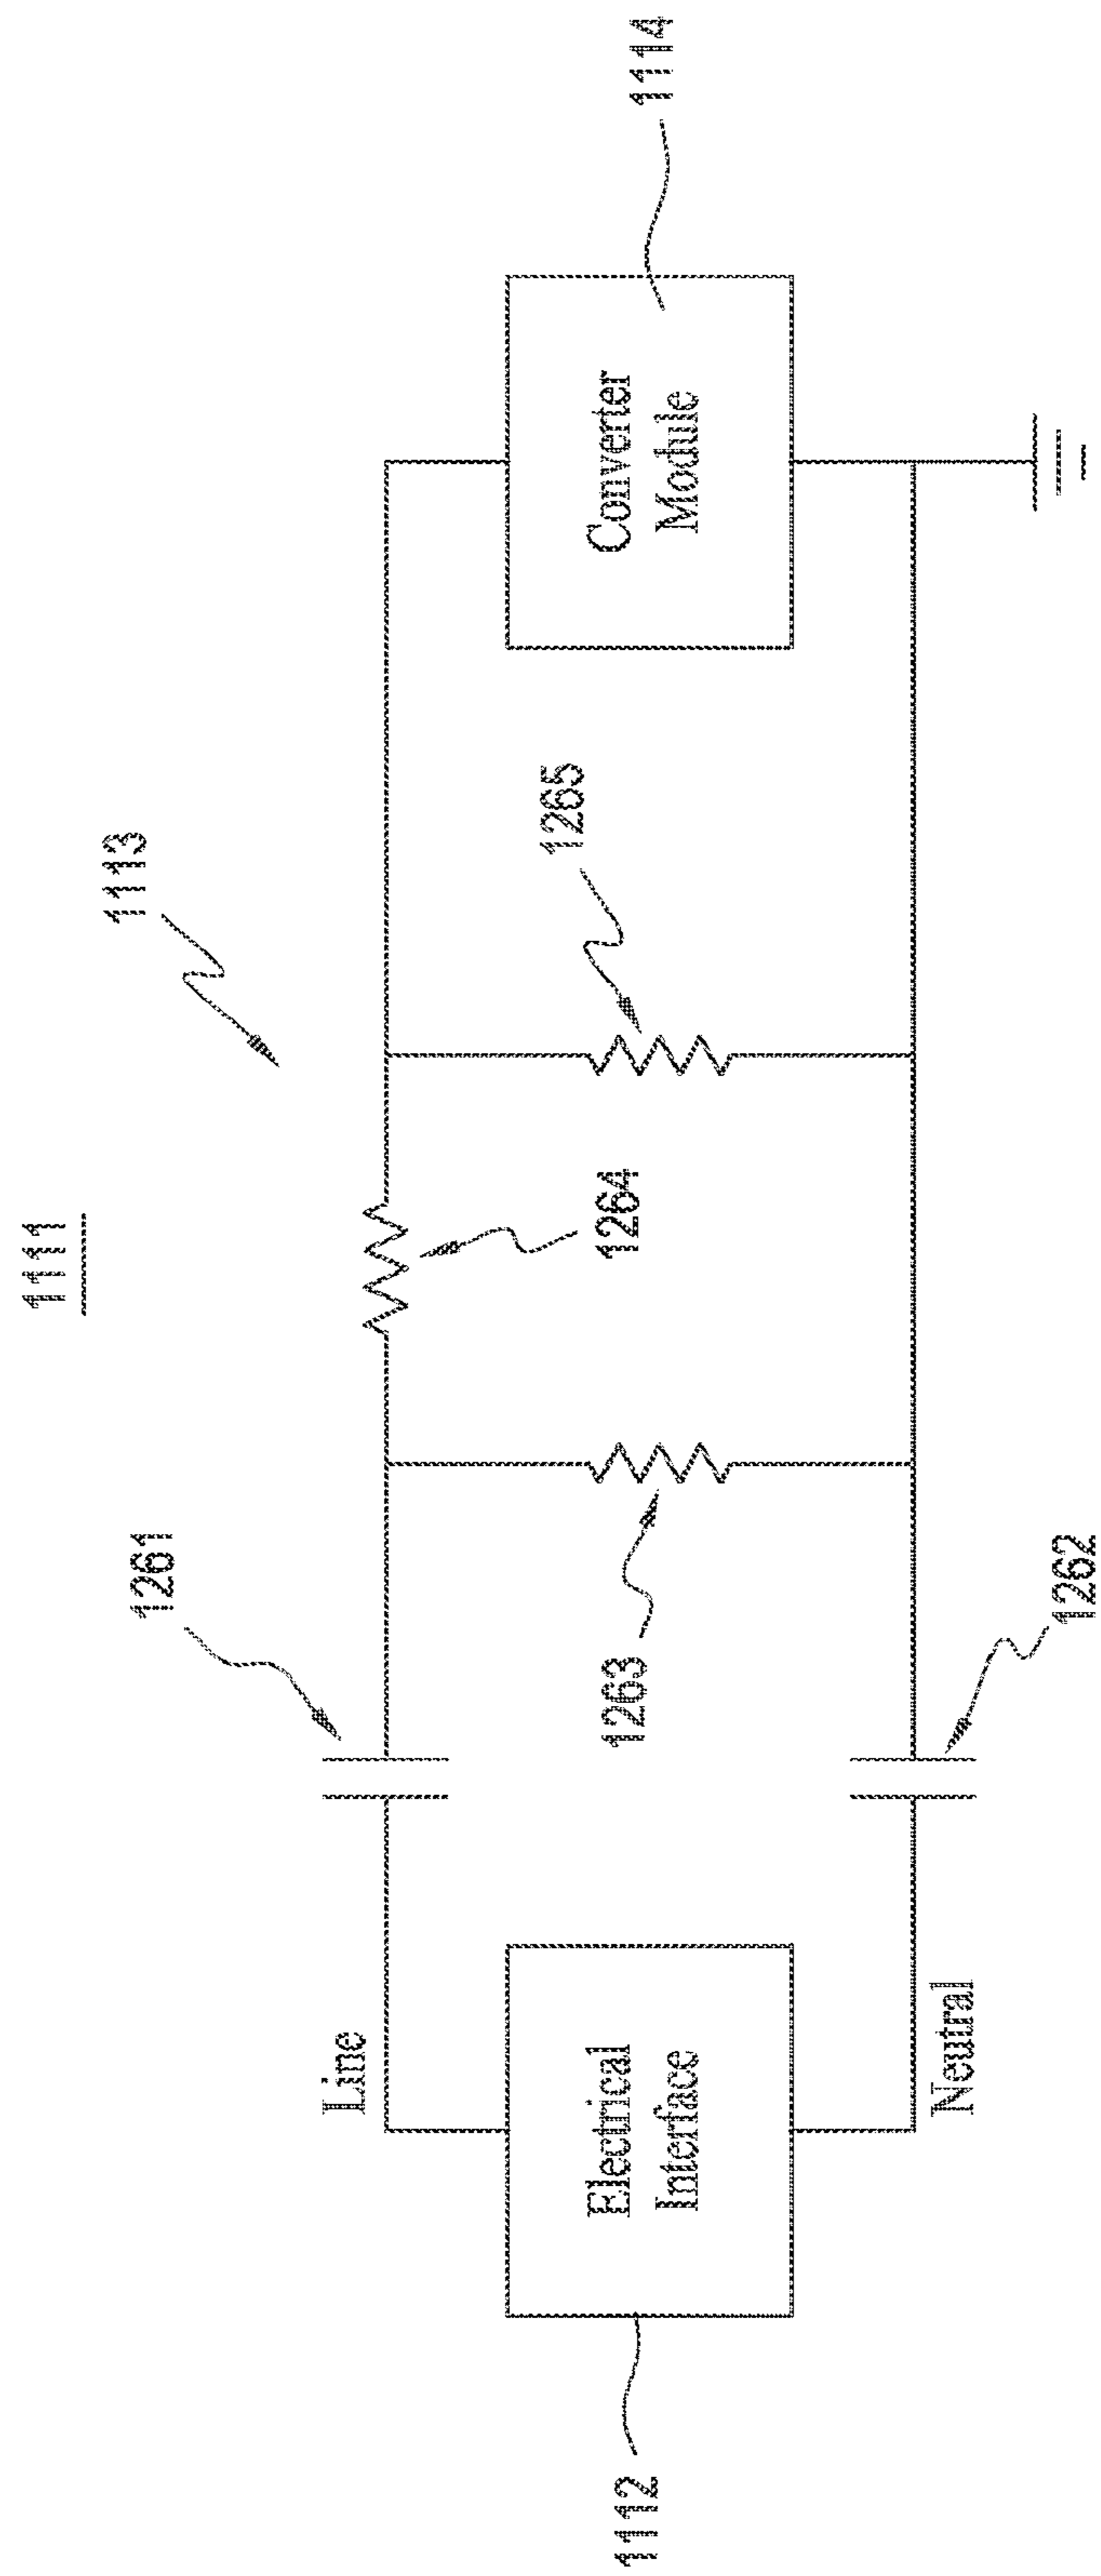 1111
1113
1261
1264
Line
Electrical
Interface
1112
1263
1265
Converter
Module
1114
Neutral
1262